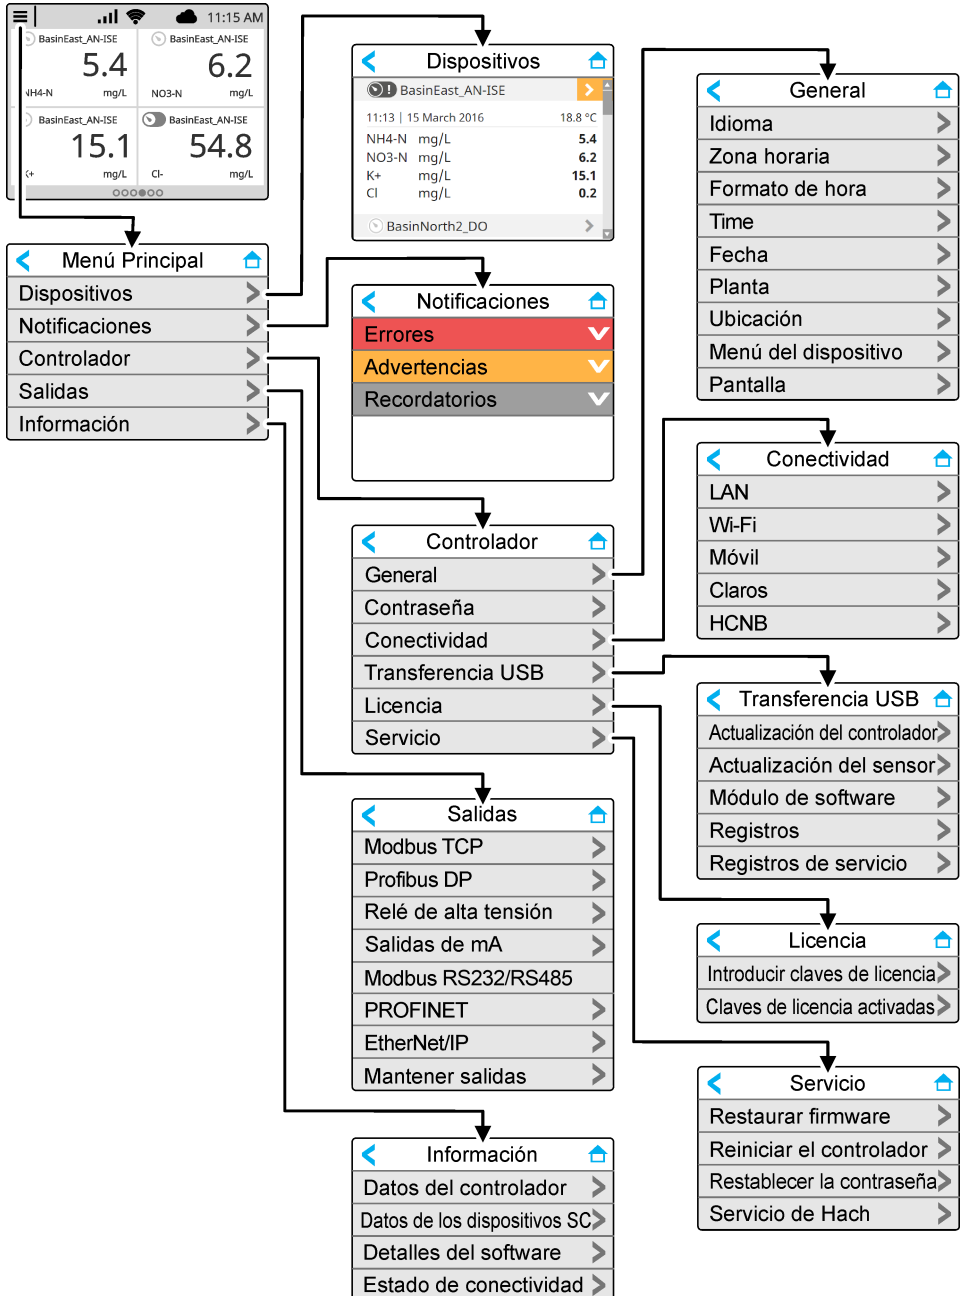 11:15 AM
BasinEast_AN-ISE
5.4
NH4-N mg/L
BasinEast_AN-ISE
6.2
NO3-N mg/L
BasinEast_AN-ISE
15.1
K+ mg/L
BasinEast_AN-ISE
54.8
Cl- mg/L
Menú Principal
Dispositivos
Notificaciones
Controlador
Salidas
Información
Dispositivos
BasinEast_AN-ISE
11:13 | 15 March 2016 18.8 °C
NH4-N mg/L 5.4
NO3-N mg/L 6.2
K+ mg/L 15.1
Cl mg/L 0.2
BasinNorth2_DO
Notificaciones
Errores
Advertencias
Recordatorios
Controlador
General
Contraseña
Conectividad
Transferencia USB
Licencia
Servicio
Salidas
Modbus TCP
Profibus DP
Relé de alta tensión
Salidas de mA
Modbus RS232/RS485
PROFINET
EtherNet/IP
Mantener salidas
Información
Datos del controlador
Datos de los dispositivos SC
Detalles del software
Estado de conectividad
General
Idioma
Zona horaria
Formato de hora
Time
Fecha
Planta
Ubicación
Menú del dispositivo
Pantalla
Conectividad
LAN
Wi-Fi
Móvil
Claros
HCNB
Transferencia USB
Actualización del controlador
Actualización del sensor
Módulo de software
Registros
Registros de servicio
Licencia
Introducir claves de licencia
Claves de licencia activadas
Servicio
Restaurar firmware
Reiniciar el controlador
Restablecer la contraseña
Servicio de Hach